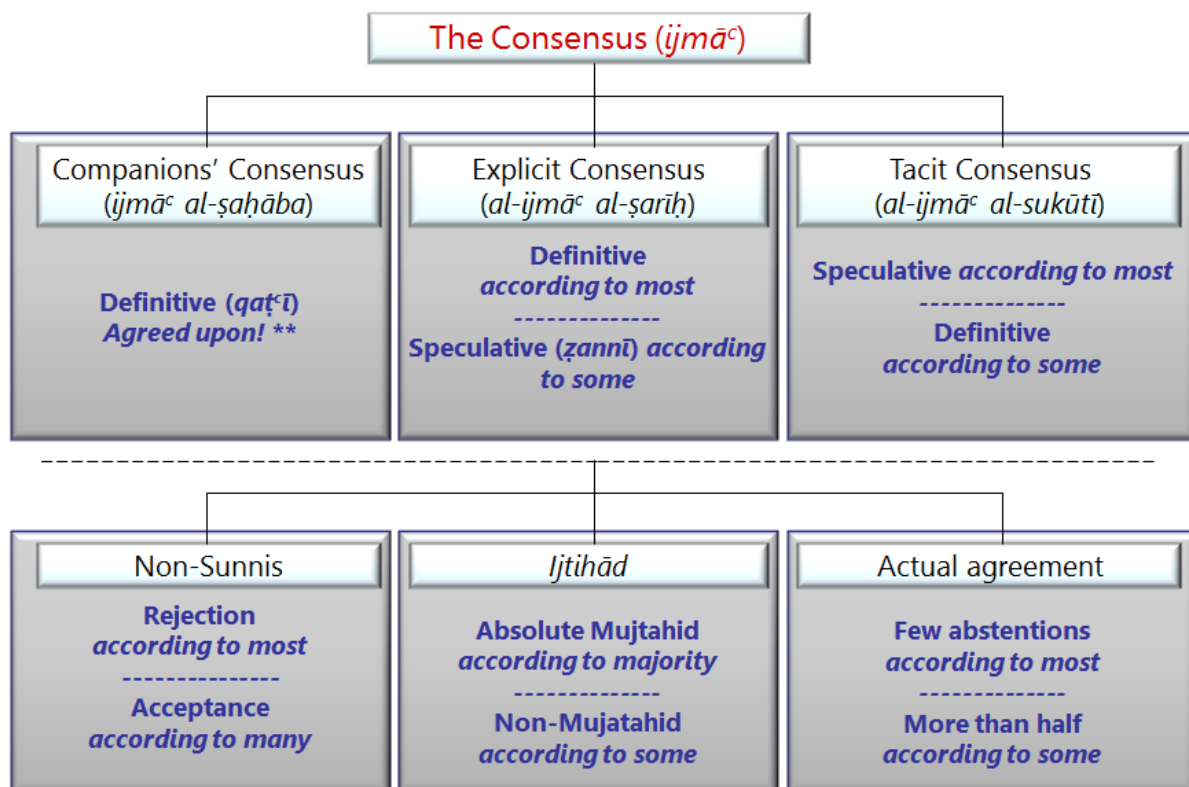 The Consensus (ijmāᶜ)
Companions’ Consensus
(ijmāᶜ al-ṣaḥāba)
Definitive (qaṭᶜī)
Agreed upon! **
Explicit Consensus
(al-ijmāᶜ al-ṣarīḥ)
Definitive
according to most
--------------
Speculative (ẓannī) according
to some
Tacit Consensus
(al-ijmāᶜ al-sukūtī)
Speculative according to most
--------------
Definitive
according to some
Non-Sunnis
Rejection
according to most
---------------
Acceptance
according to many
Ijtihād
Absolute Mujtahid
according to majority
--------------
Non-Mujatahid
according to some
Actual agreement
Few abstentions
according to most
--------------
More than half
according to some